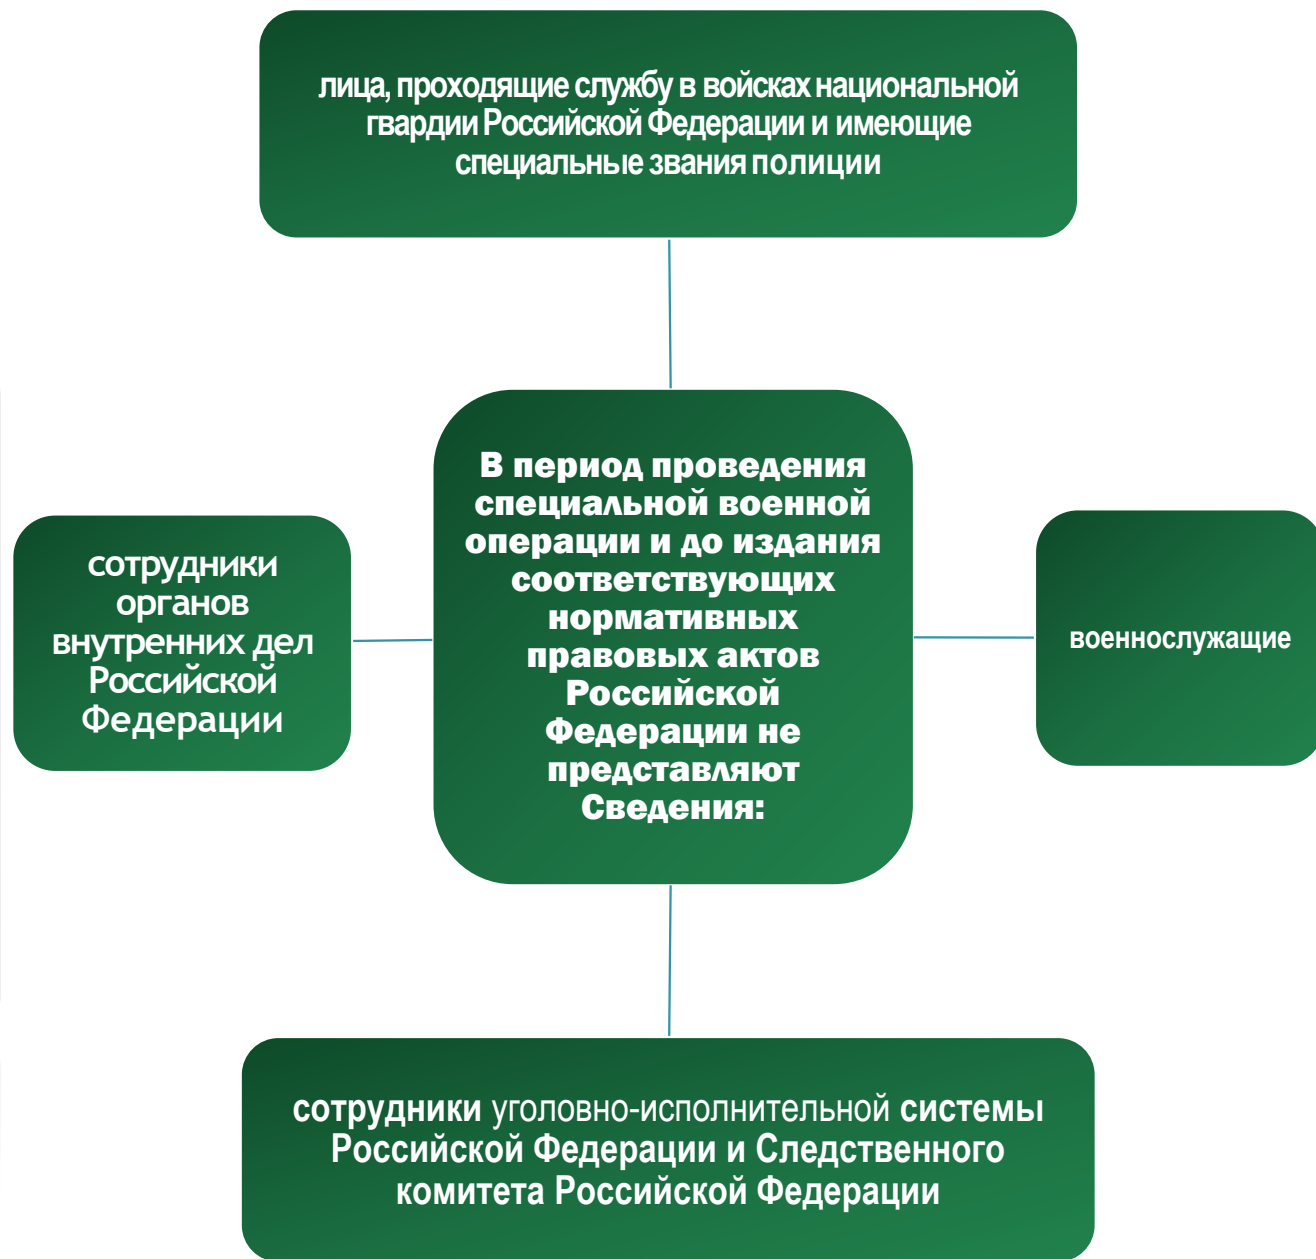 лица, проходящие службу в войсках национальной
гвардии Российской Федерации и имеющие
специальные звания полиции
В период проведения
специальной военной
операции и до издания
соответствующих
нормативных
правовых актов
Российской
Федерации не
представляют
Сведения:
сотрудники
органов
внутренних дел
Российской
Федерации
военнослужащие
сотрудники уголовно-исполнительной системы
Российской Федерации и Следственного
комитета Российской Федерации